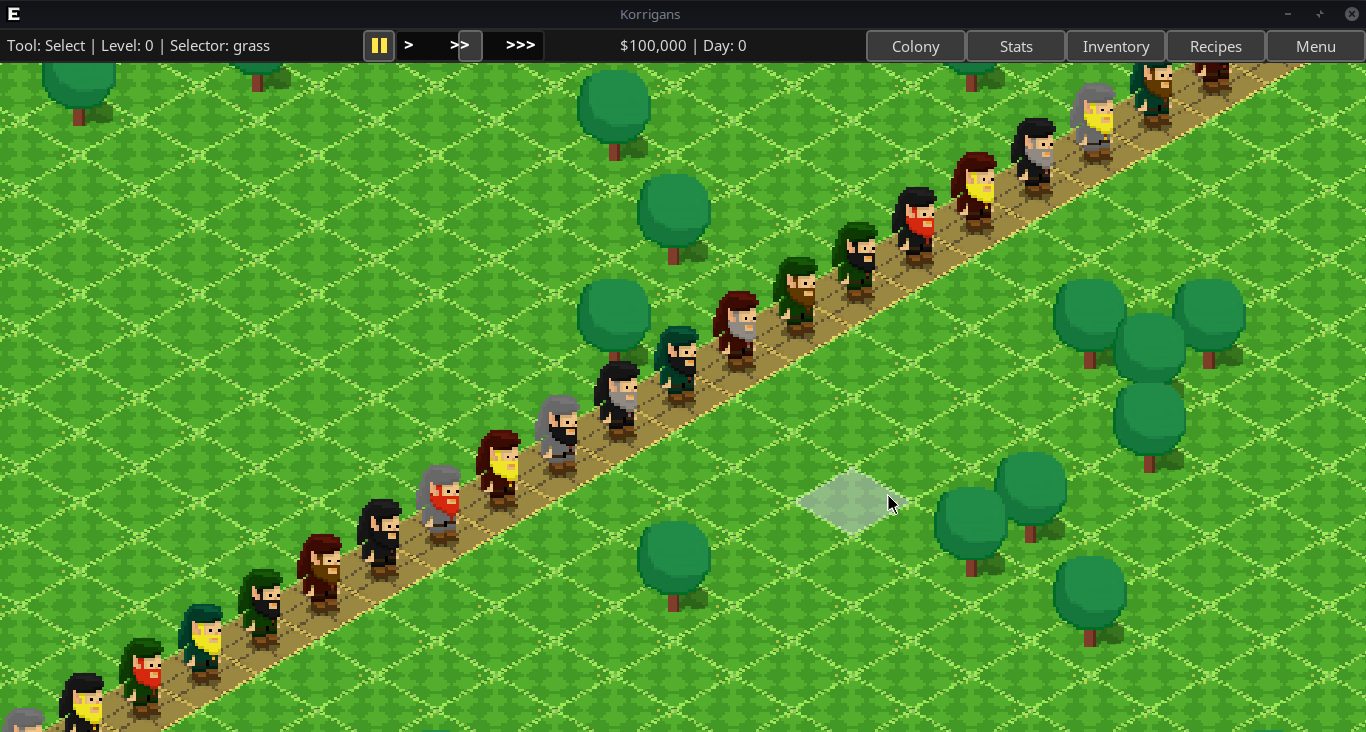 E
Korrigans
Tool: Select | Level: 0 | Selector: grass
> >> >>>
$100,000 | Day: 0
Colony
Stats
Inventory
Recipes
Menu